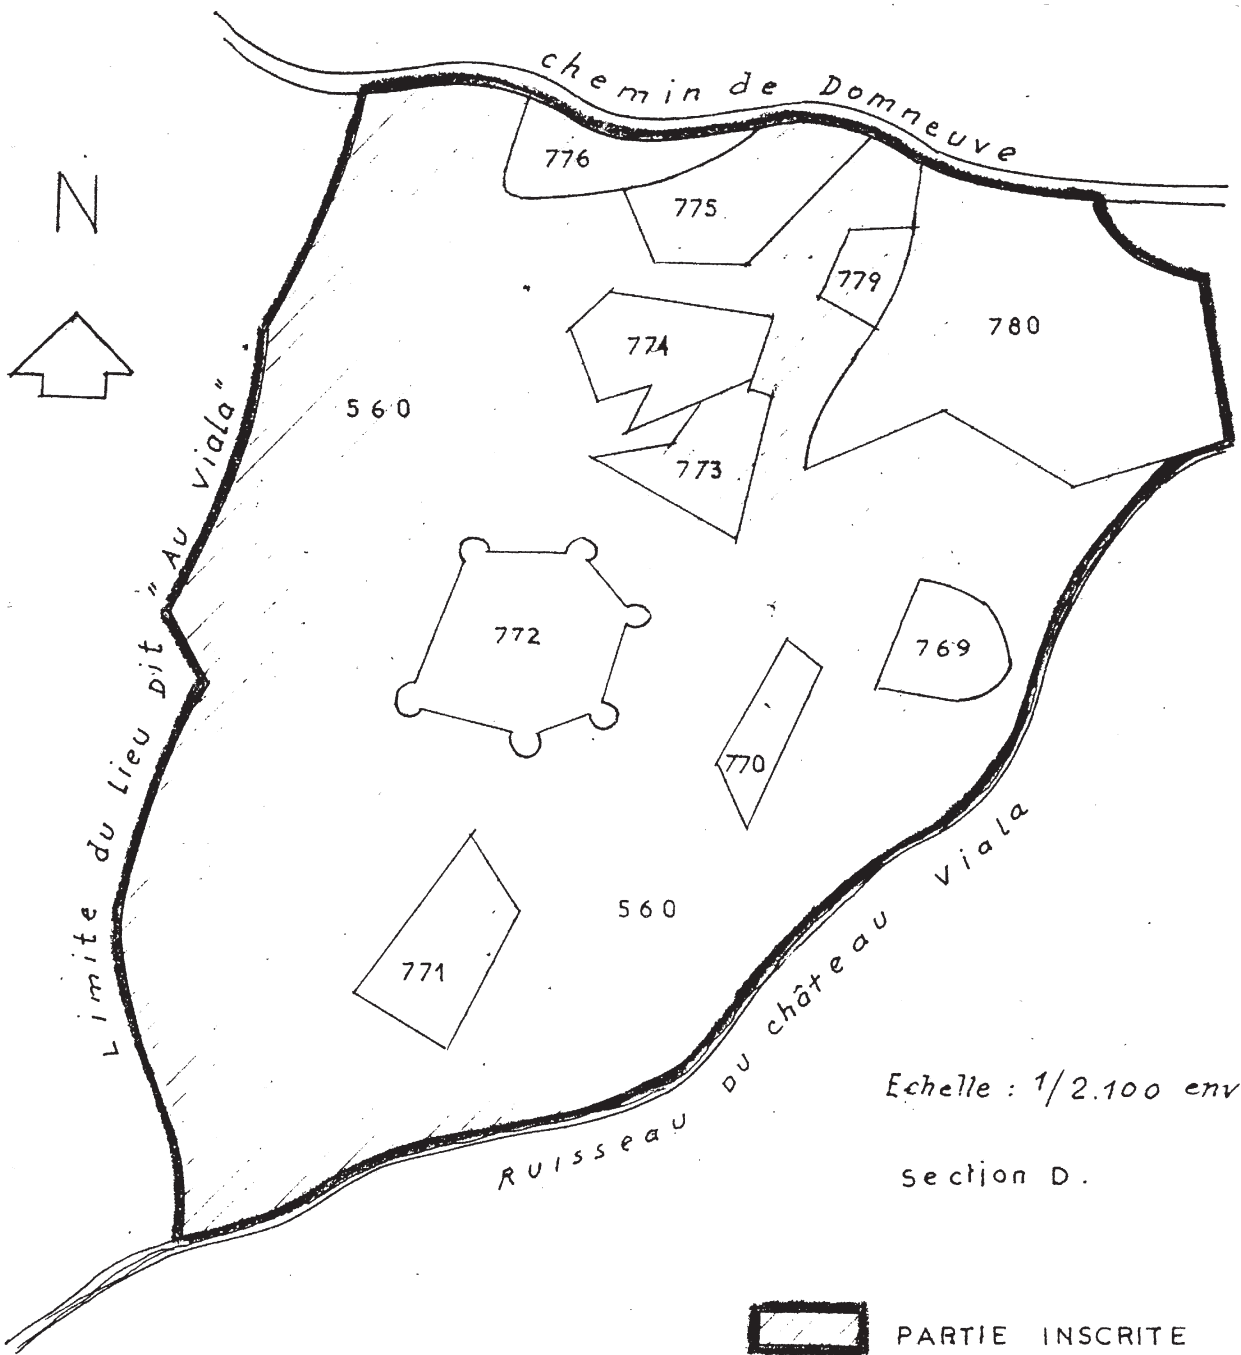 chemin de Domneuve
N
776
775
779
780
774
560
773
Limite du lieu Dit "Au Viala"
772
769
770
560
771
Ruisseau Du château Viala
Echelle : 1/2.100 env
Section D.
PARTIE INSCRITE